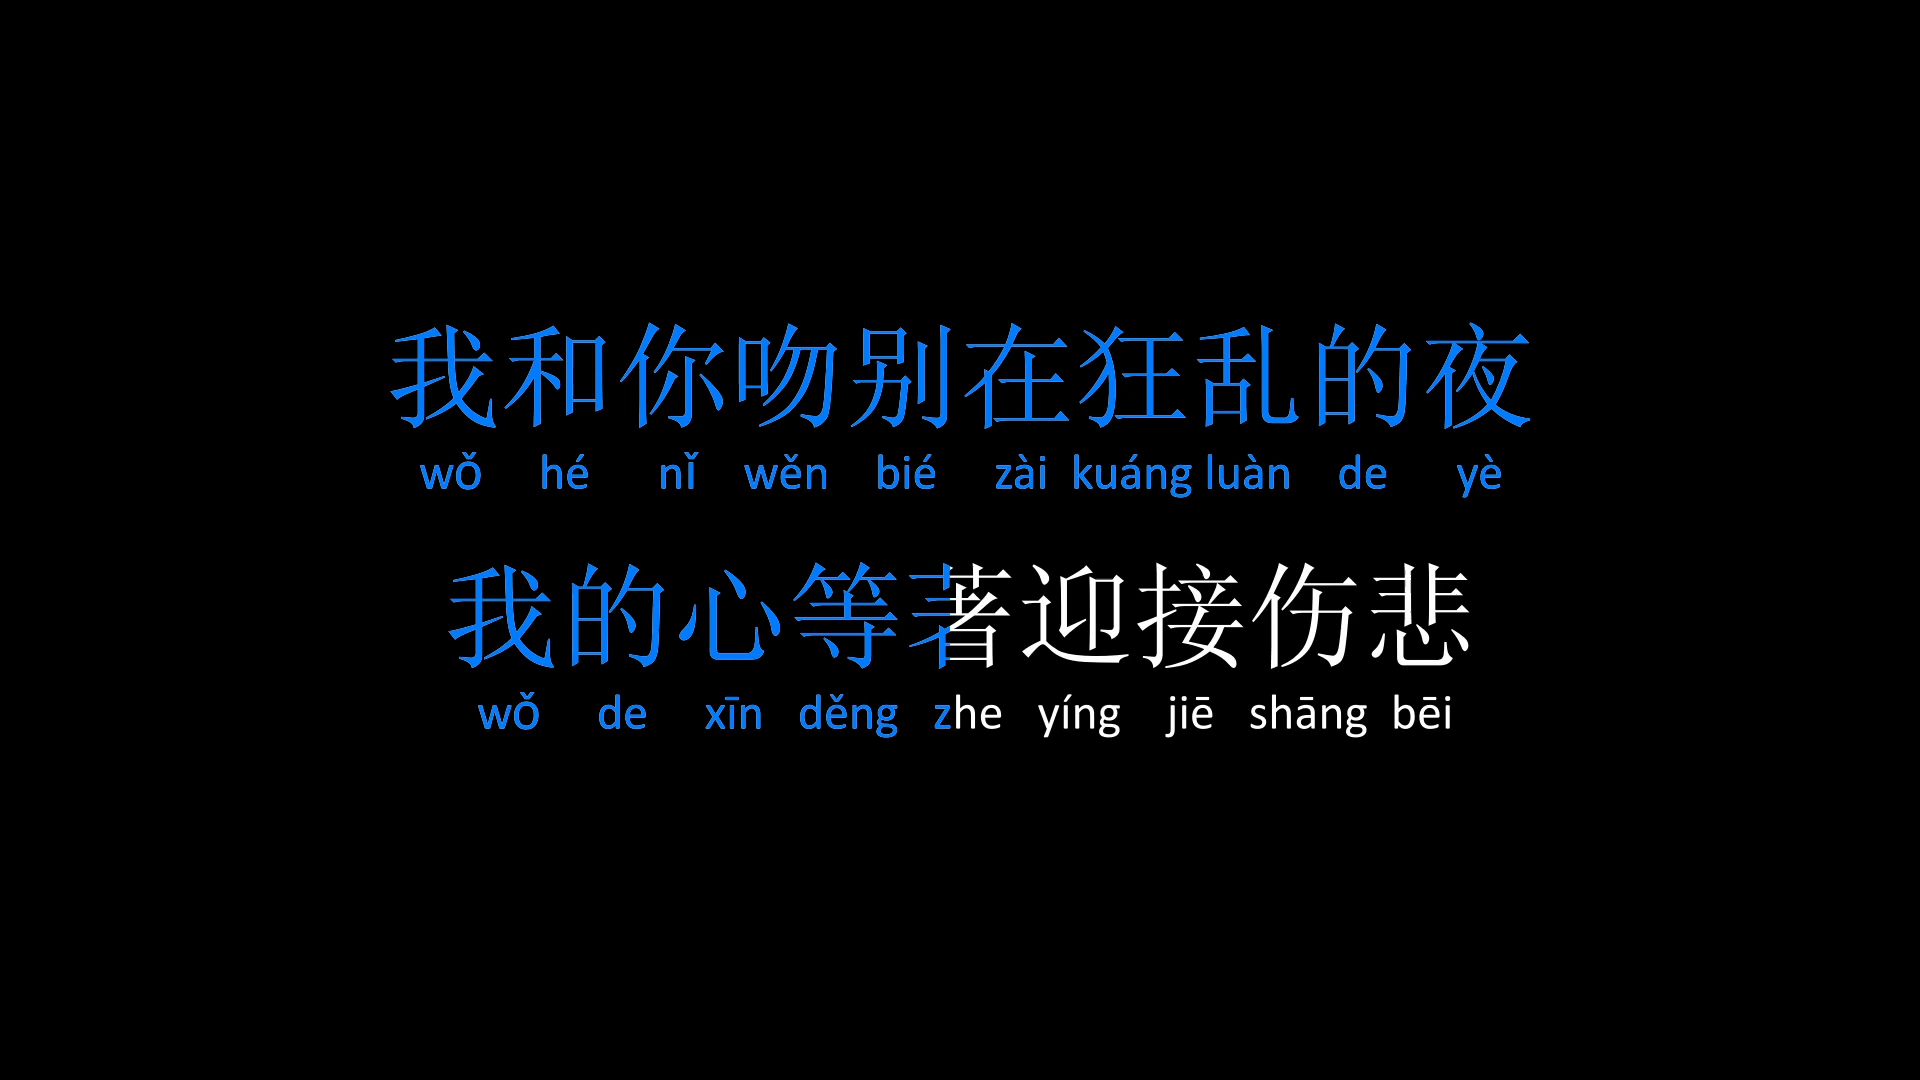 我和你吻别在狂乱的夜
wǒ hé nǐ wěn bié zài kuáng luàn de yè
我的心等著迎接伤悲
wǒ de xīn děng zhe yíng jiē shāng bēi